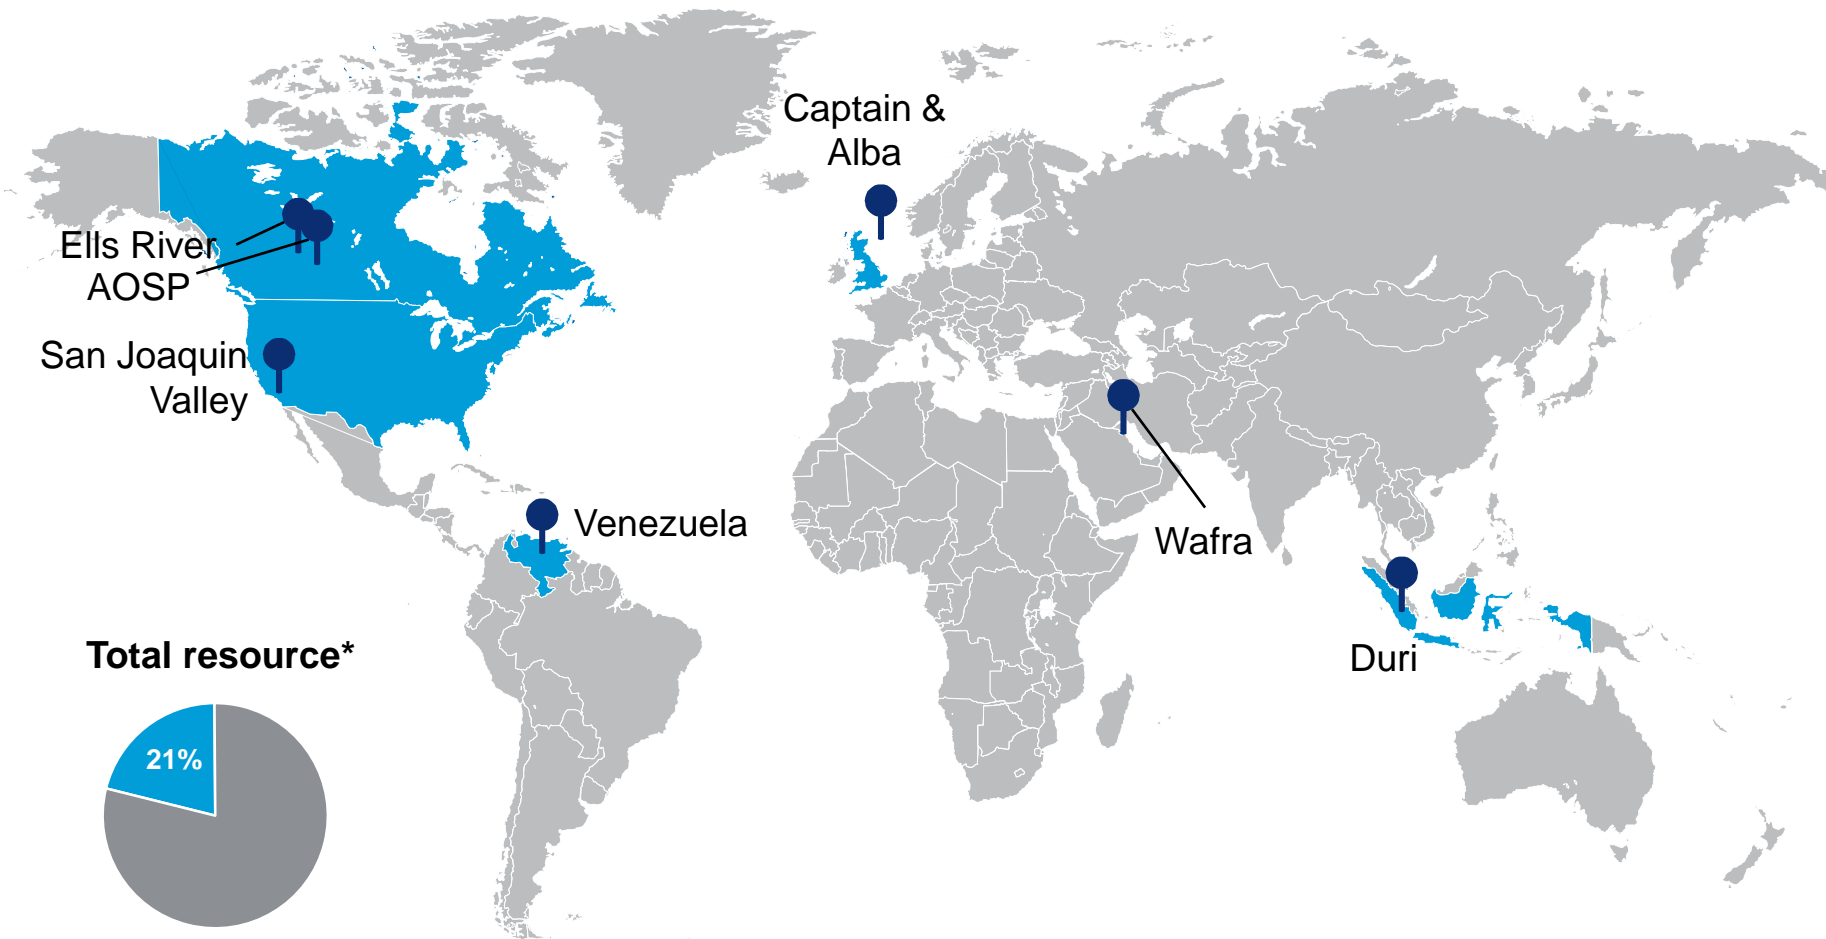 Captain &
Alba
Ells River
AOSP
San Joaquin
Valley
Venezuela
Wafra
Duri
Total resource*
21%